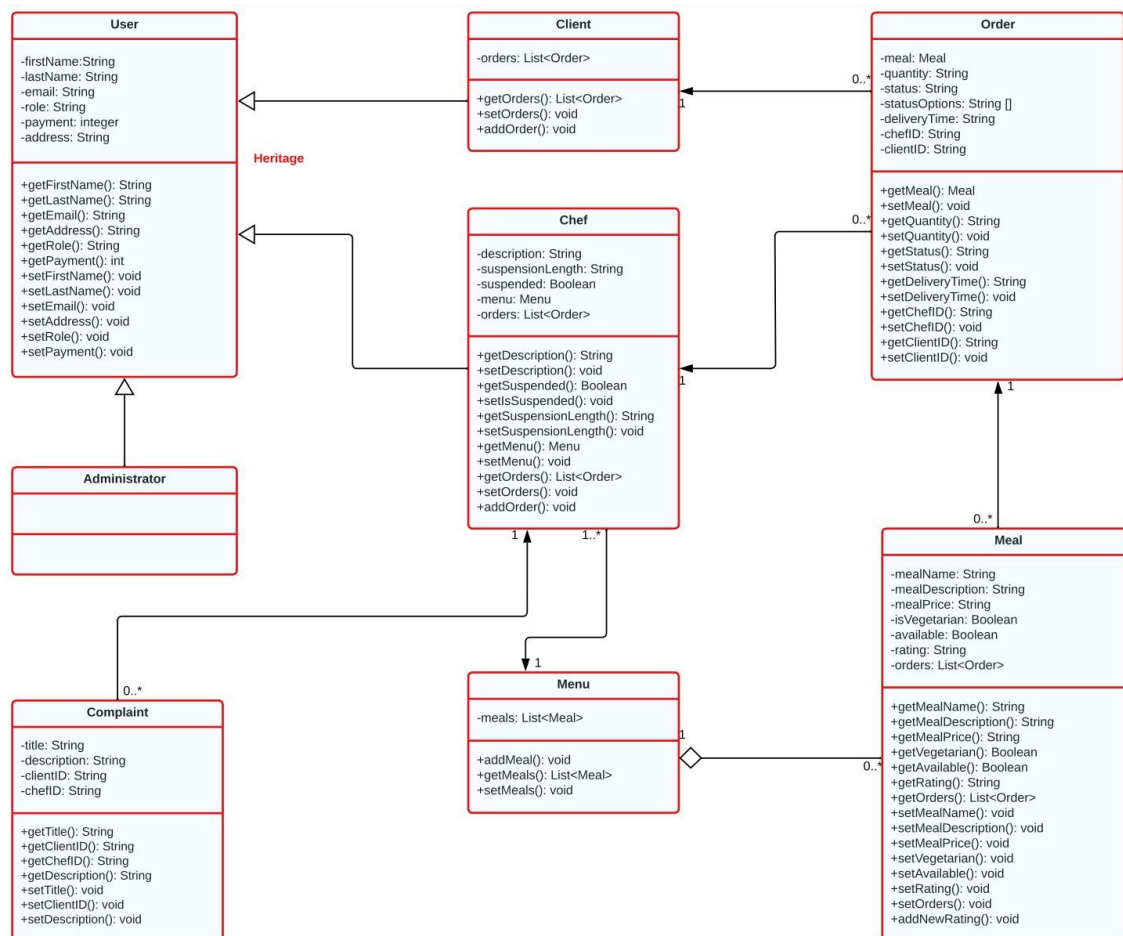 User
-firstName:String
-lastName: String
-email: String
-role: String
-payment: integer
-address: String
+getFirstName(): String
+getLastName(): String
+getEmail(): String
+getAddress(): String
+getRole(): String
+getPayment(): int
+setFirstName(): void
+setLastName(): void
+setEmail(): void
+setAddress(): void
+setRole(): void
+setPayment(): void
Heritage
Client
-orders: List<Order>
+getOrders(): List<Order>
+setOrders(): void
+addOrder(): void
1
0..*
Order
-meal: Meal
-quantity: String
-status: String
-statusOptions: String []
-deliveryTime: String
-chefID: String
-clientID: String
+getMeal(): Meal
+setMeal(): void
+getQuantity(): String
+setQuantity(): void
+getStatus(): String
+setStatus(): void
+getDeliveryTime(): String
+setDeliveryTime(): void
+getChefID(): String
+setChefID(): void
+getClientID(): String
+setClientID(): void
0..*
1
Chef
-description: String
-suspensionLength: String
-suspended: Boolean
-menu: Menu
-orders: List<Order>
+getDescription(): String
+setDescription(): void
+getSuspended(): Boolean
+setIsSuspended(): void
+getSuspensionLength(): String
+setSuspensionLength(): void
+getMenu(): Menu
+setMenu(): void
+getOrders(): List<Order>
+setOrders(): void
+addOrder(): void
1
1..*
1
Administrator
0..*
Complaint
-title: String
-description: String
-clientID: String
-chefID: String
+getTitle(): String
+getClientID(): String
+getChefID(): String
+getDescription(): String
+setTitle(): void
+setClientID(): void
+setDescription(): void
1
Menu
-meals: List<Meal>
+addMeal(): void
+getMeals(): List<Meal>
+setMeals(): void
1
0..*
0..*
Meal
-mealName: String
-mealDescription: String
-mealPrice: String
-isVegetarian: Boolean
-available: Boolean
-rating: String
-orders: List<Order>
+getMealName(): String
+getMealDescription(): String
+getMealPrice(): String
+getVegetarian(): Boolean
+getAvailable(): Boolean
+getRating(): String
+getOrders(): List<Order>
+setMealName(): void
+setMealDescription(): void
+setMealPrice(): void
+setVegetarian(): void
+setAvailable(): void
+setRating(): void
+setOrders(): void
+addNewRating(): void